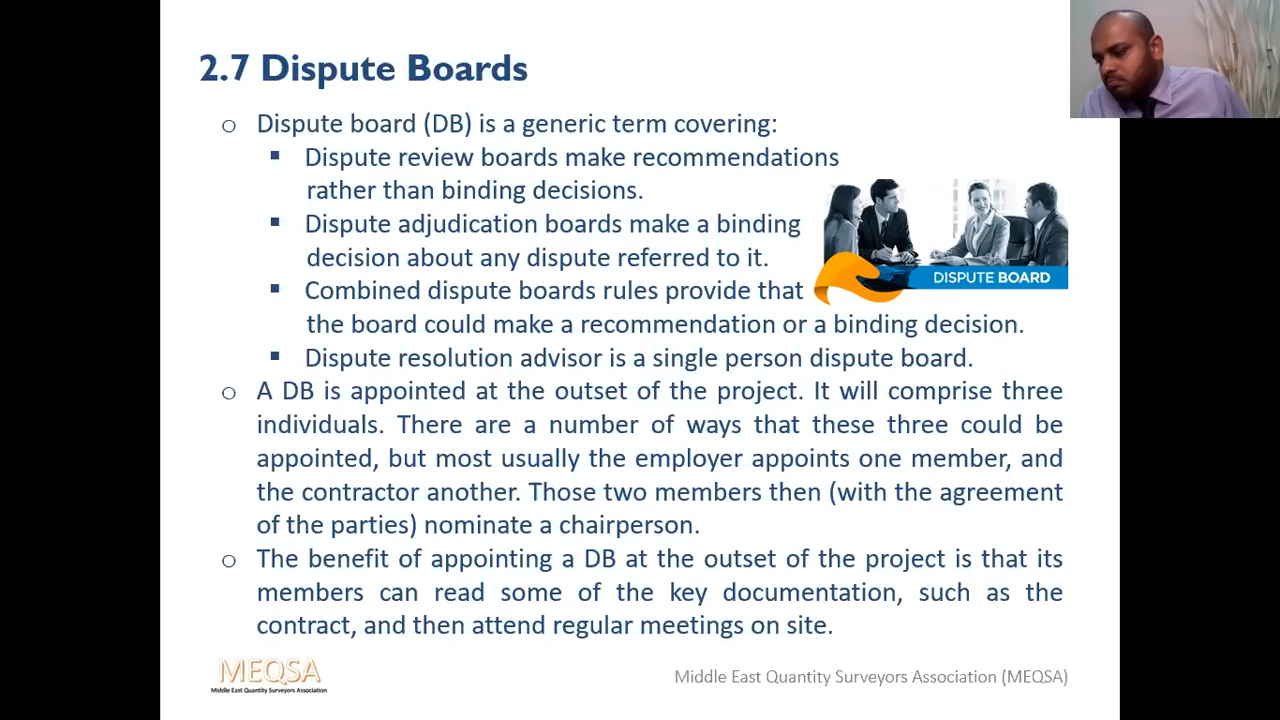 2.7 Dispute Boards
o Dispute board (DB) is a generic term covering:
▪ Dispute review boards make recommendations
rather than binding decisions.
▪ Dispute adjudication boards make a binding
decision about any dispute referred to it.
▪ Combined dispute boards rules provide that
the board could make a recommendation or a binding decision.
▪ Dispute resolution advisor is a single person dispute board.
DISPUTE BOARD
o A DB is appointed at the outset of the project. It will comprise three
individuals. There are a number of ways that these three could be
appointed, but most usually the employer appoints one member, and
the contractor another. Those two members then (with the agreement
of the parties) nominate a chairperson.
o The benefit of appointing a DB at the outset of the project is that its
members can read some of the key documentation, such as the
contract, and then attend regular meetings on site.
MEQSA
Middle East Quantity Surveyors Association
Middle East Quantity Surveyors Association (MEQSA)